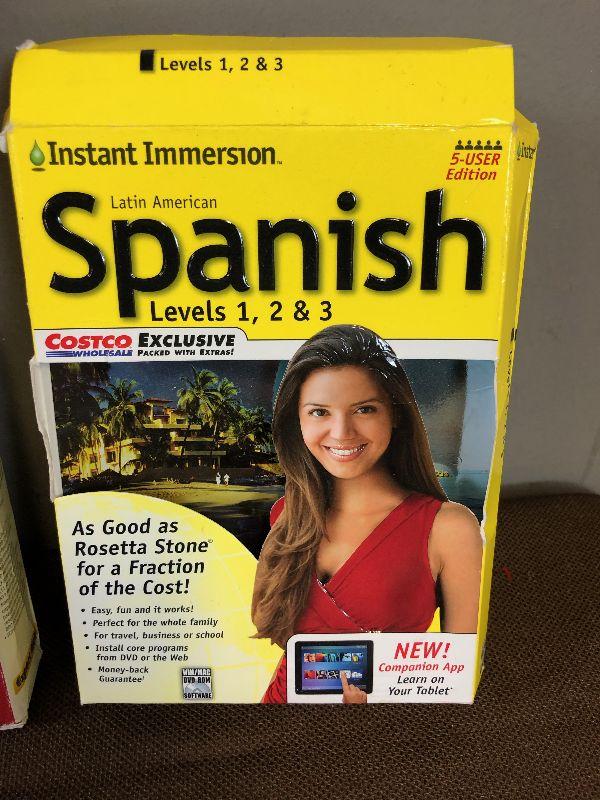 Levels 1, 2 & 3
Instant Immersion™
5-USER
Edition
Latin American
Spanish
Levels 1, 2 & 3
COSTCO
WHOLESALE
EXCLUSIVE
PACKED WITH EXTRAS!
As Good as
Rosetta Stone®
for a Fraction
of the Cost!
• Easy, fun and it works!
• Perfect for the whole family
• For travel, business or school
• Install core programs
from DVD or the Web
• Money-back
Guarantee!
WIN/MAC
DVD ROM
SOFTWARE
NEW!
Companion App
Learn on
Your Tablet